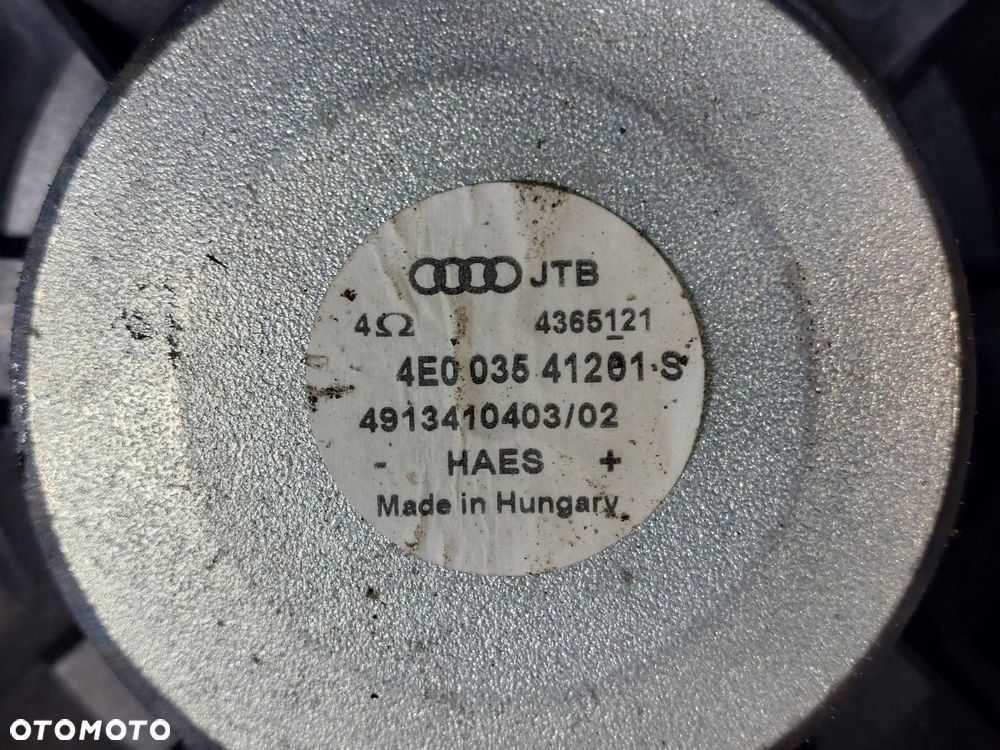 JTB
4Ω 4365121
4E0 035 41201 S
4913410403/02
- HAES +
Made in Hungary
OTOMOTO